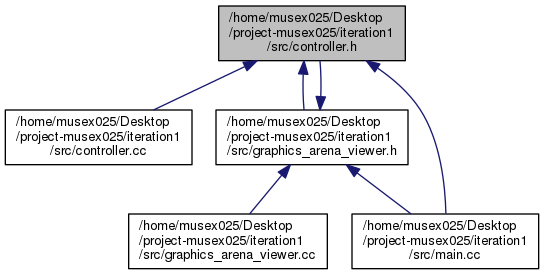 /home/musex025/Desktop
/project-musex025/iteration1
/src/controller.h
/home/musex025/Desktop
/project-musex025/iteration1
/src/controller.cc
/home/musex025/Desktop
/project-musex025/iteration1
/src/graphics_arena_viewer.h
/home/musex025/Desktop
/project-musex025/iteration1
/src/graphics_arena_viewer.cc
/home/musex025/Desktop
/project-musex025/iteration1
/src/main.cc